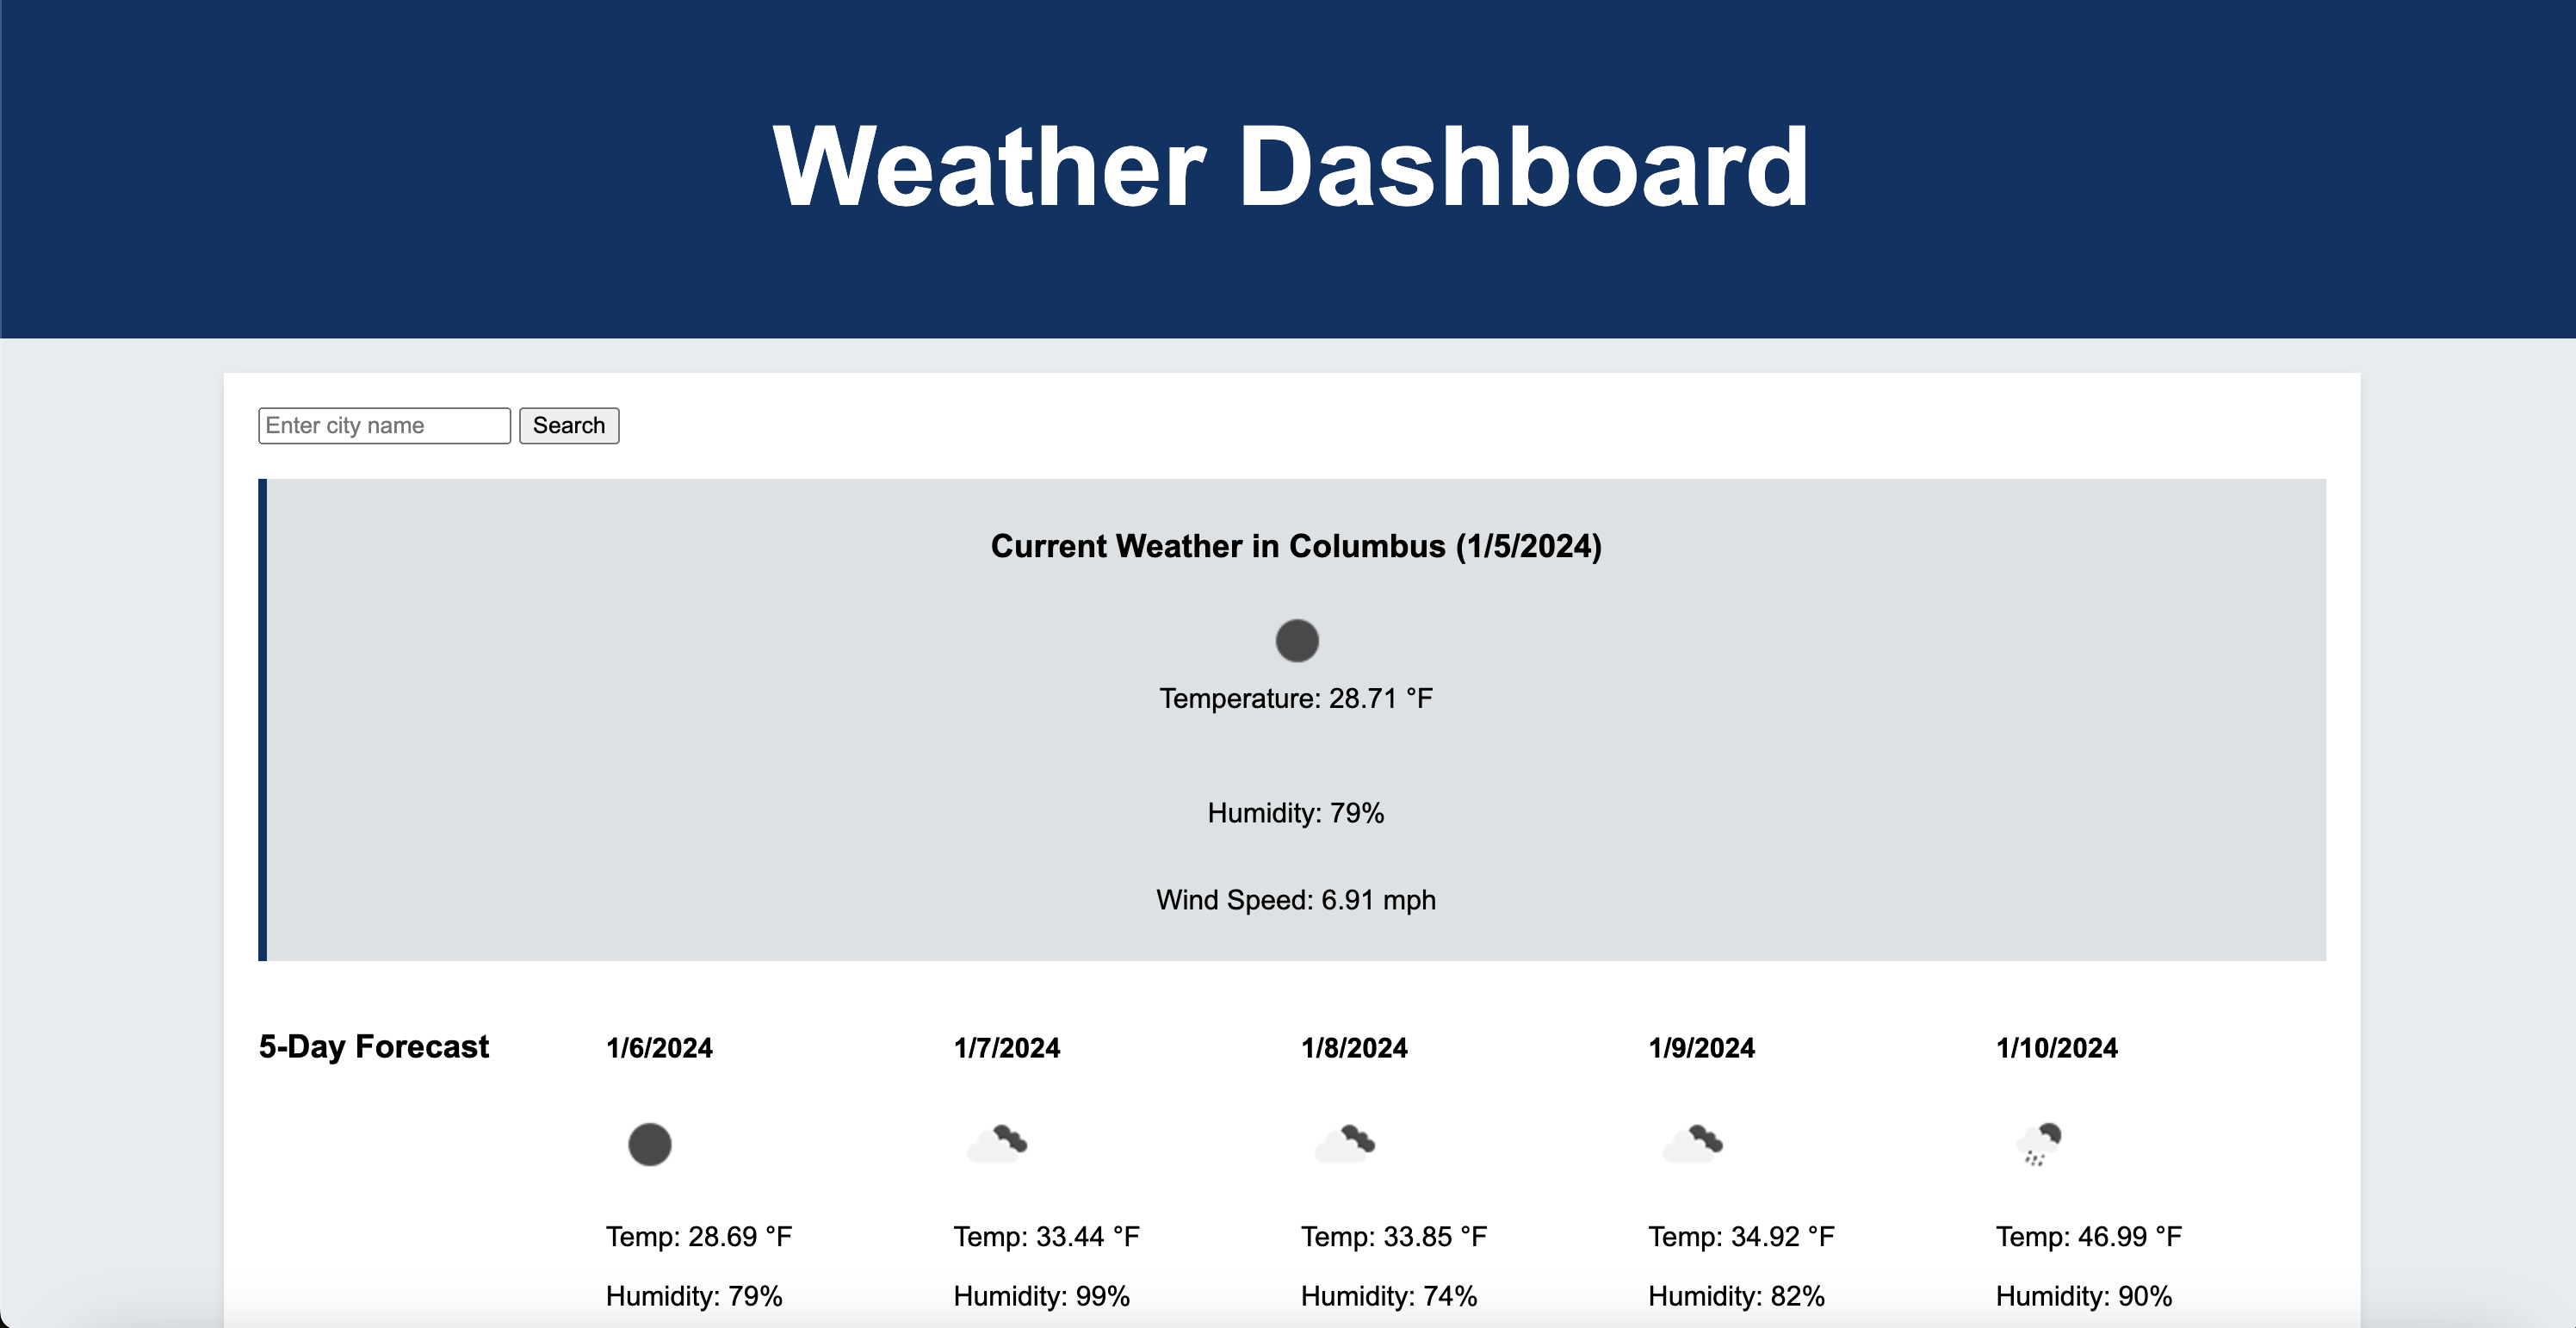 Weather Dashboard
Enter city name Search
Current Weather in Columbus (1/5/2024)
Temperature: 28.71 °F
Humidity: 79%
Wind Speed: 6.91 mph
5-Day Forecast 1/6/2024 1/7/2024 1/8/2024 1/9/2024 1/10/2024
Temp: 28.69 °F Temp: 33.44 °F Temp: 33.85 °F Temp: 34.92 °F Temp: 46.99 °F
Humidity: 79% Humidity: 99% Humidity: 74% Humidity: 82% Humidity: 90%